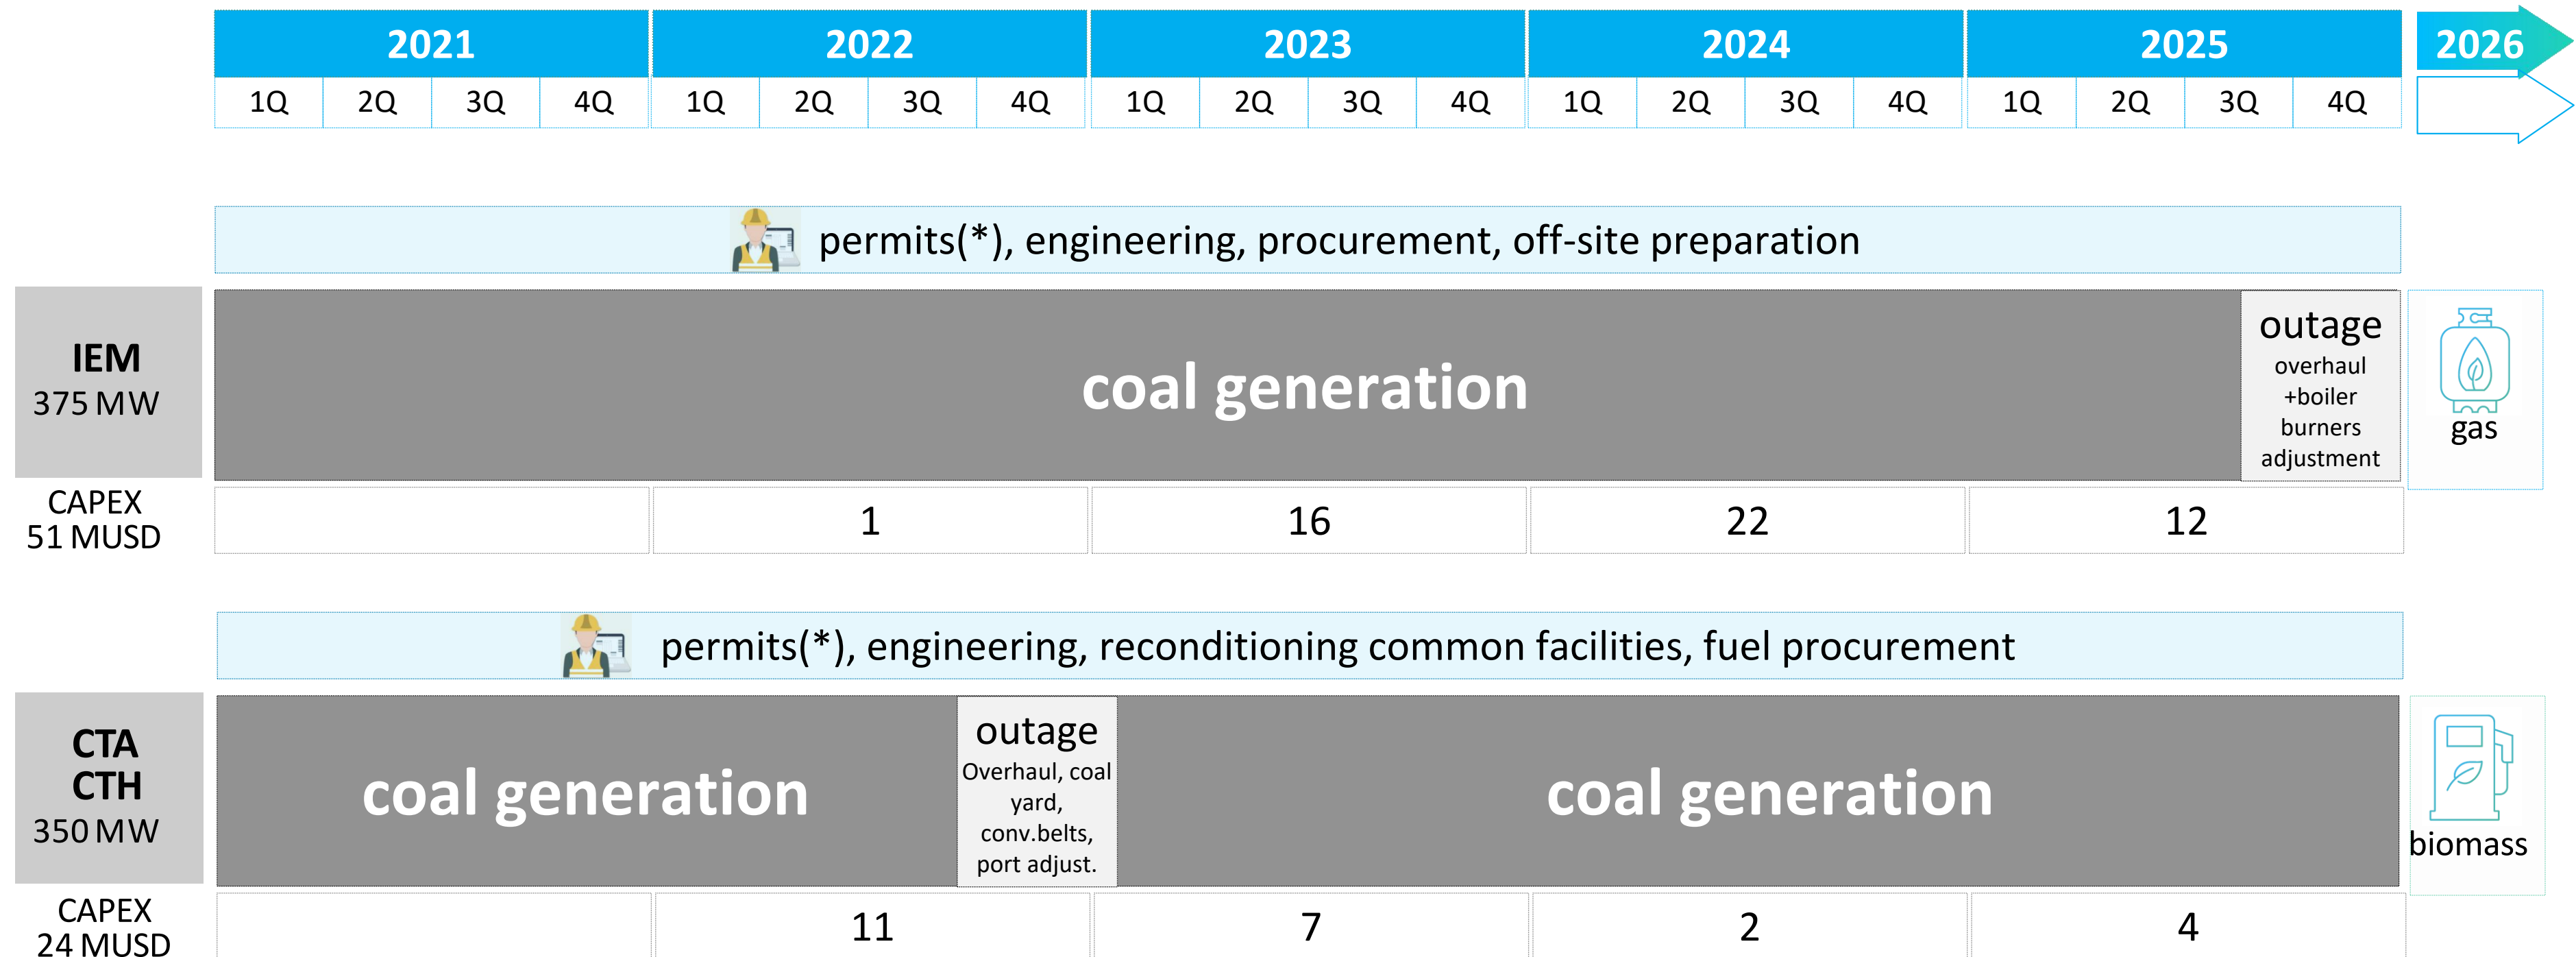 2021 2022 2023 2024 2025 2026
1Q 2Q 3Q 4Q 1Q 2Q 3Q 4Q 1Q 2Q 3Q 4Q 1Q 2Q 3Q 4Q 1Q 2Q 3Q 4Q
permits(*), engineering, procurement, off-site preparation
IEM
375 MW
coal generation
outage
overhaul
+boiler
burners
adjustment
gas
CAPEX
51 MUSD
1 16 22 12
permits(*), engineering, reconditioning common facilities, fuel procurement
CTA
CTH
350 MW
coal generation
outage
Overhaul, coal
yard,
conv.belts,
port adjust.
coal generation
biomass
CAPEX
24 MUSD
11 7 2 4